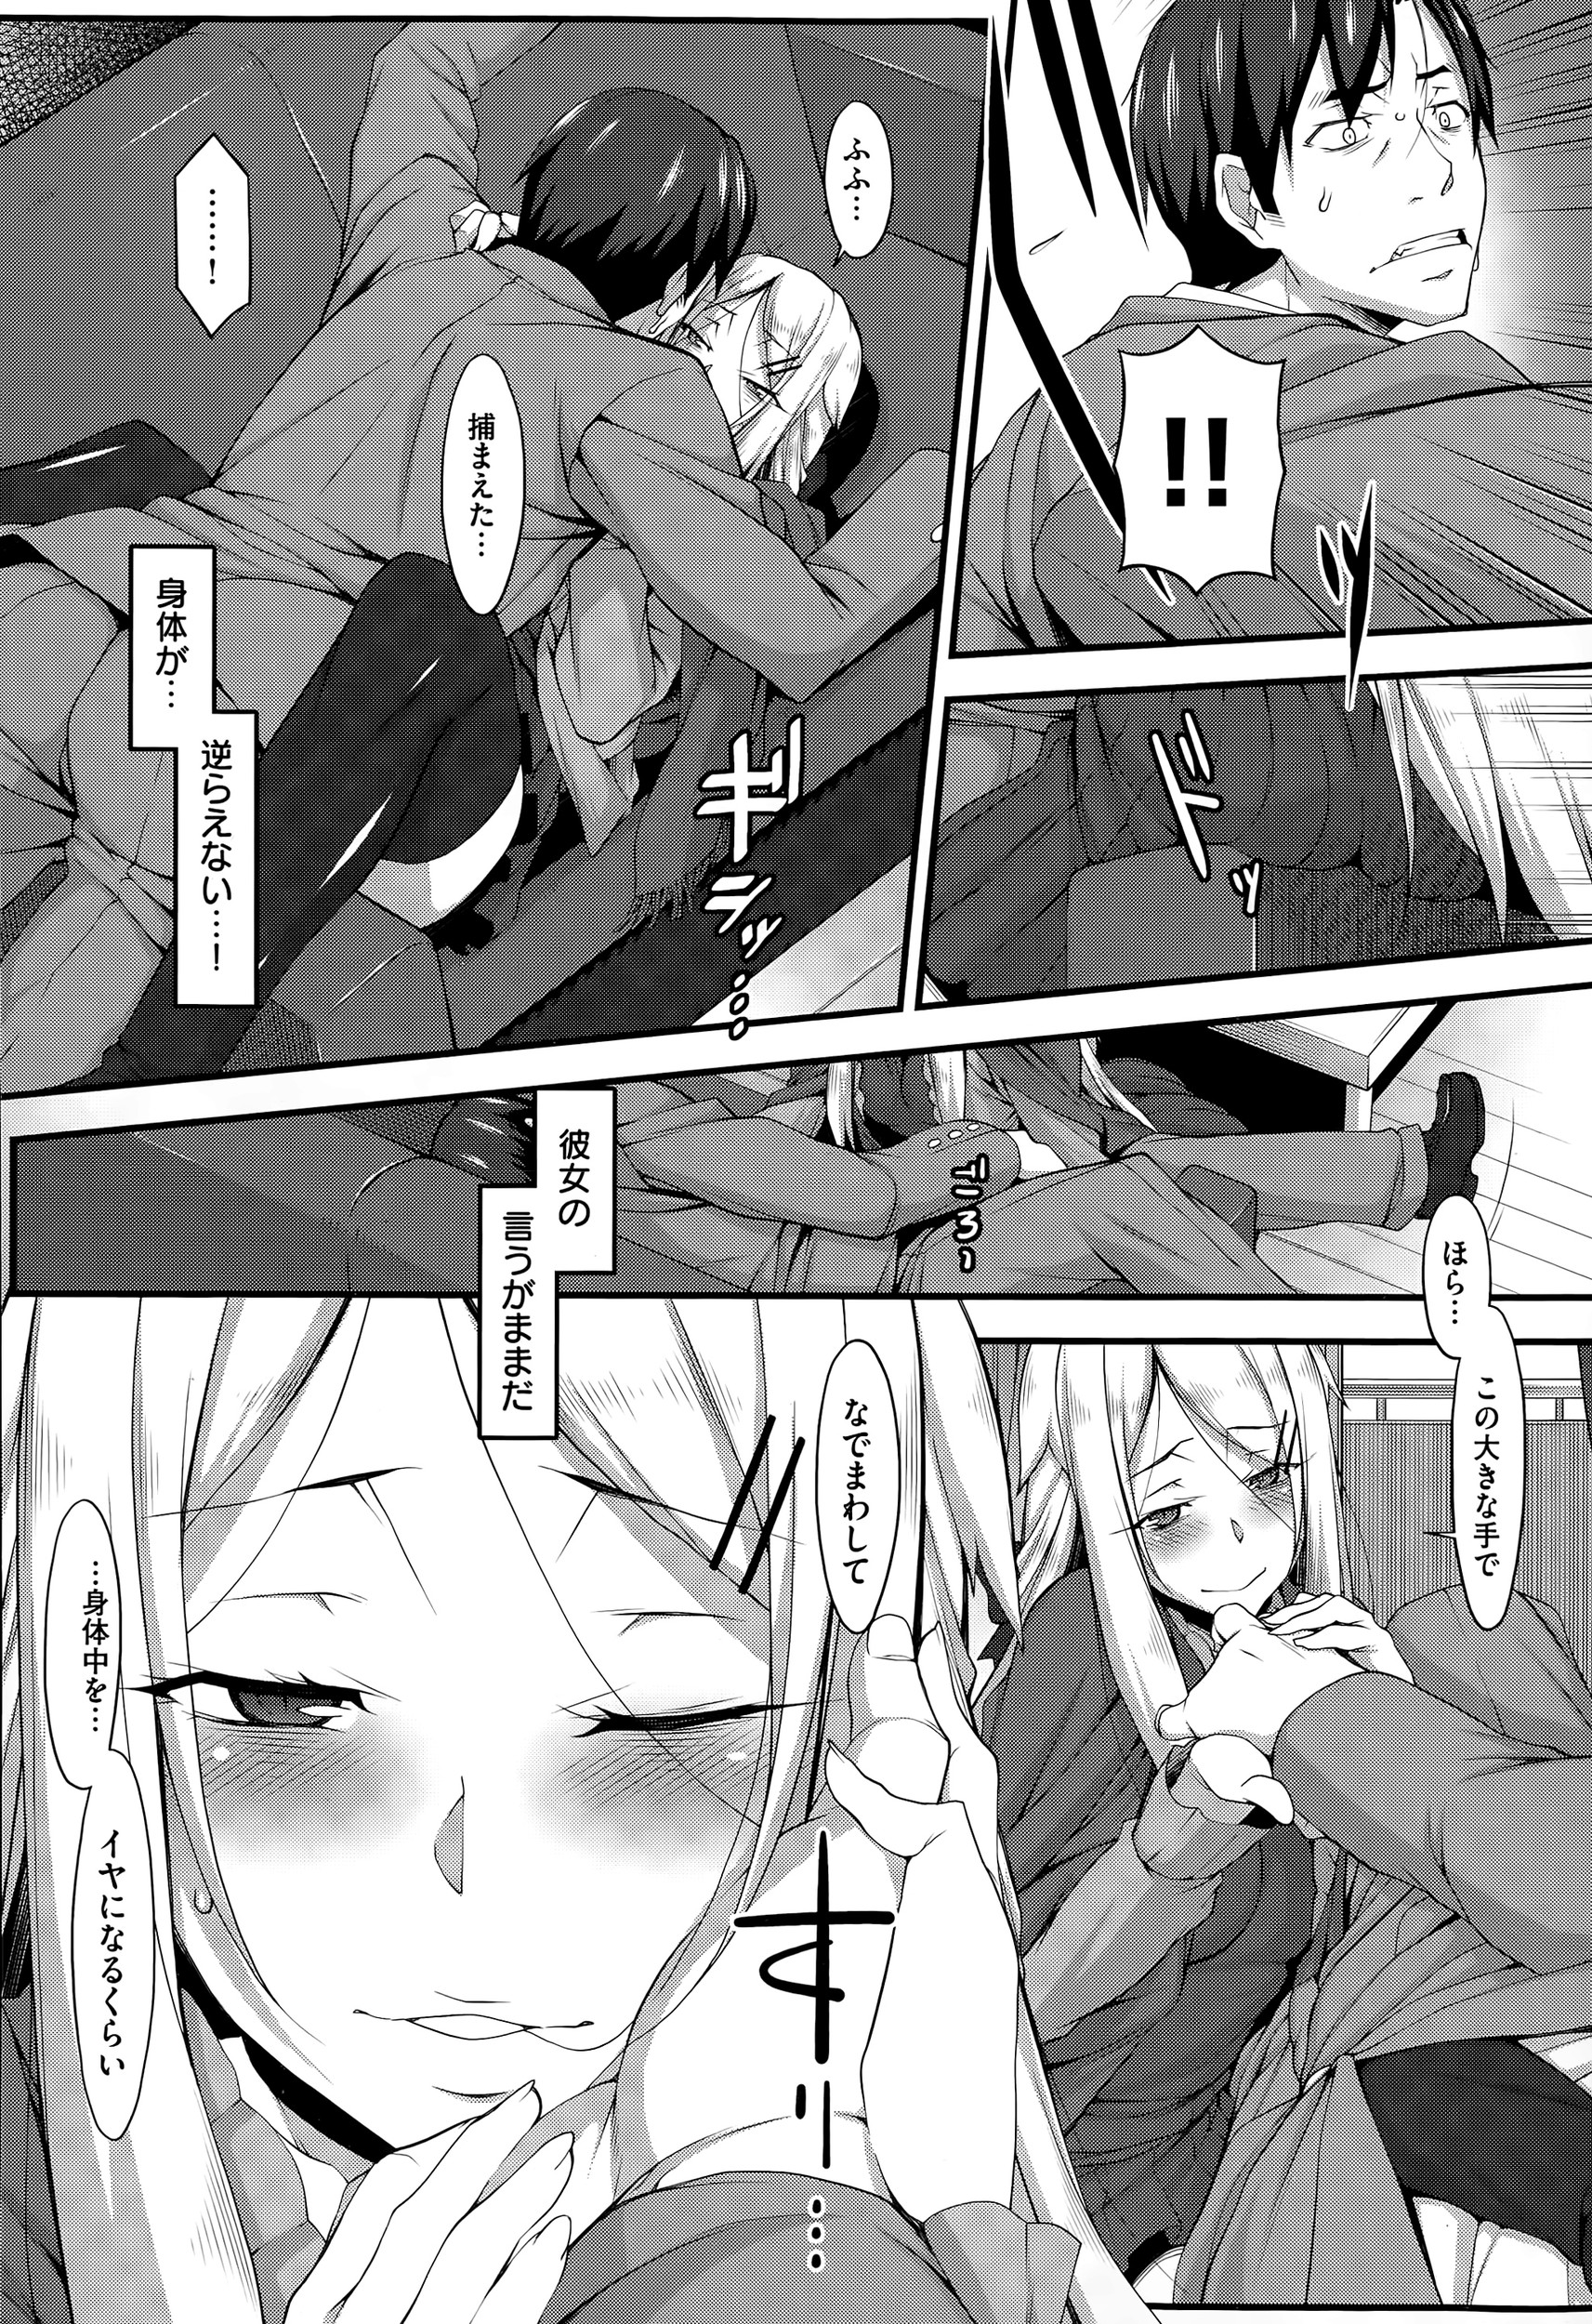 !!
ドサッ
ふふ…
捕まえた…
……!
ギシッ…
身体が…
逆らえない…!
ごろっ
彼女の
言うがままだ
ほら…
この大きな手で
なでまわして
すり…
…身体中を…
イヤになるくらい